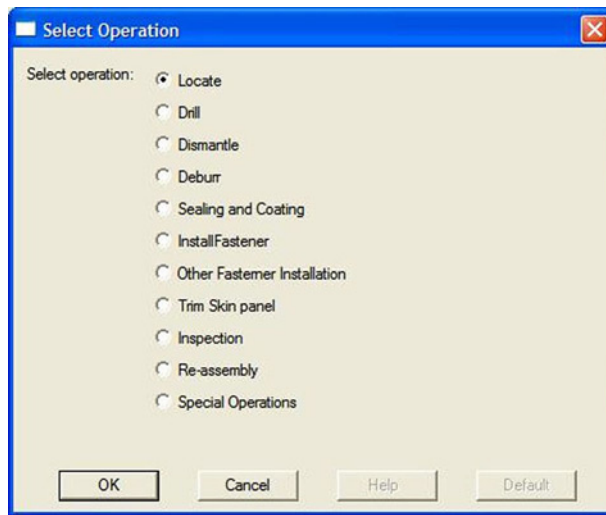 Select Operation
Select operation:
Locate
Drill
Dismantle
Deburr
Sealing and Coating
InstallFastener
Other Fastemer Installation
Trim Skin panel
Inspection
Re-assembly
Special Operations
OK
Cancel
Help
Default